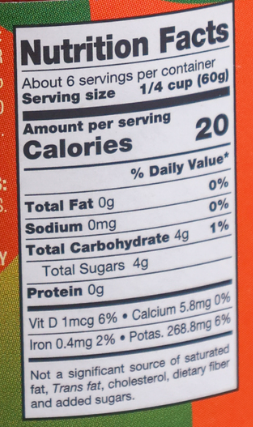 Nutrition Facts
About 6 servings per container
Serving size 1/4 cup (60g)
Amount per serving
Calories 20
% Daily Value*
Total Fat 0g 0%
Sodium 0mg 0%
Total Carbohydrate 4g 1%
Total Sugars 4g
Protein 0g
Vit D 1mcg 6% • Calcium 5.8mg 0%
Iron 0.4mg 2% • Potas. 268.8mg 6%
Not a significant source of saturated
fat, Trans fat, cholesterol, dietary fiber
and added sugars.